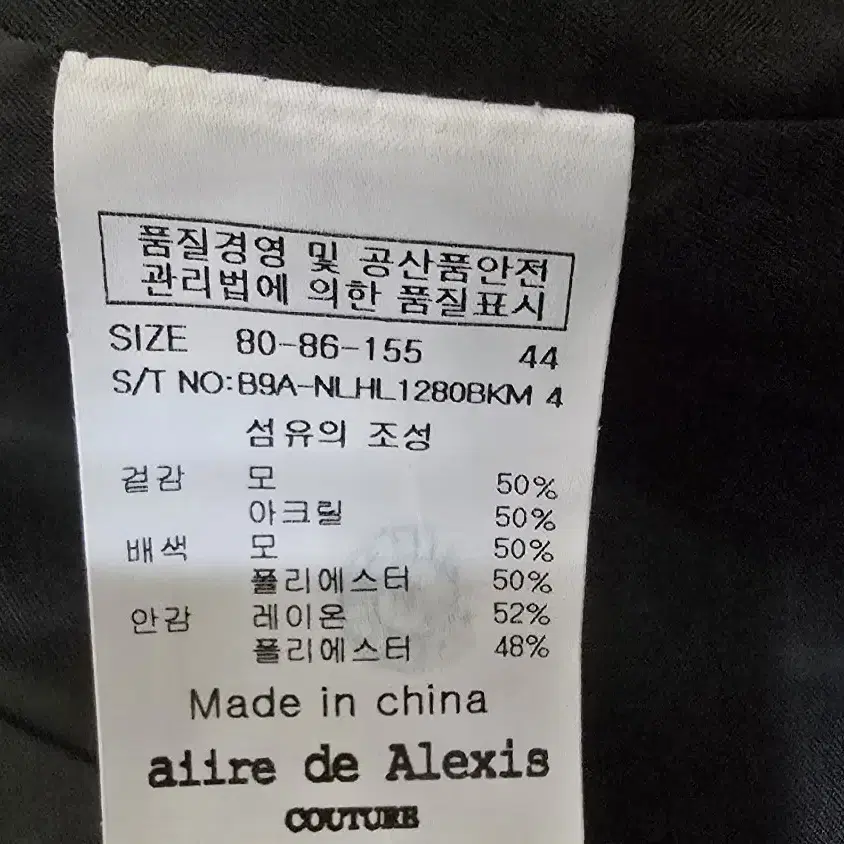 품질경영 및 공산품안전
관리법에 의한 품질표시
SIZE 80-86-155 44
S/T NO:B9A-NLHL1280BKM 4
섬유의 조성
겉감 모 50%
아크릴 50%
배색 모 50%
폴리에스터 50%
안감 레이온 52%
폴리에스터 48%
Made in china
aiire de Alexis
COUTURE